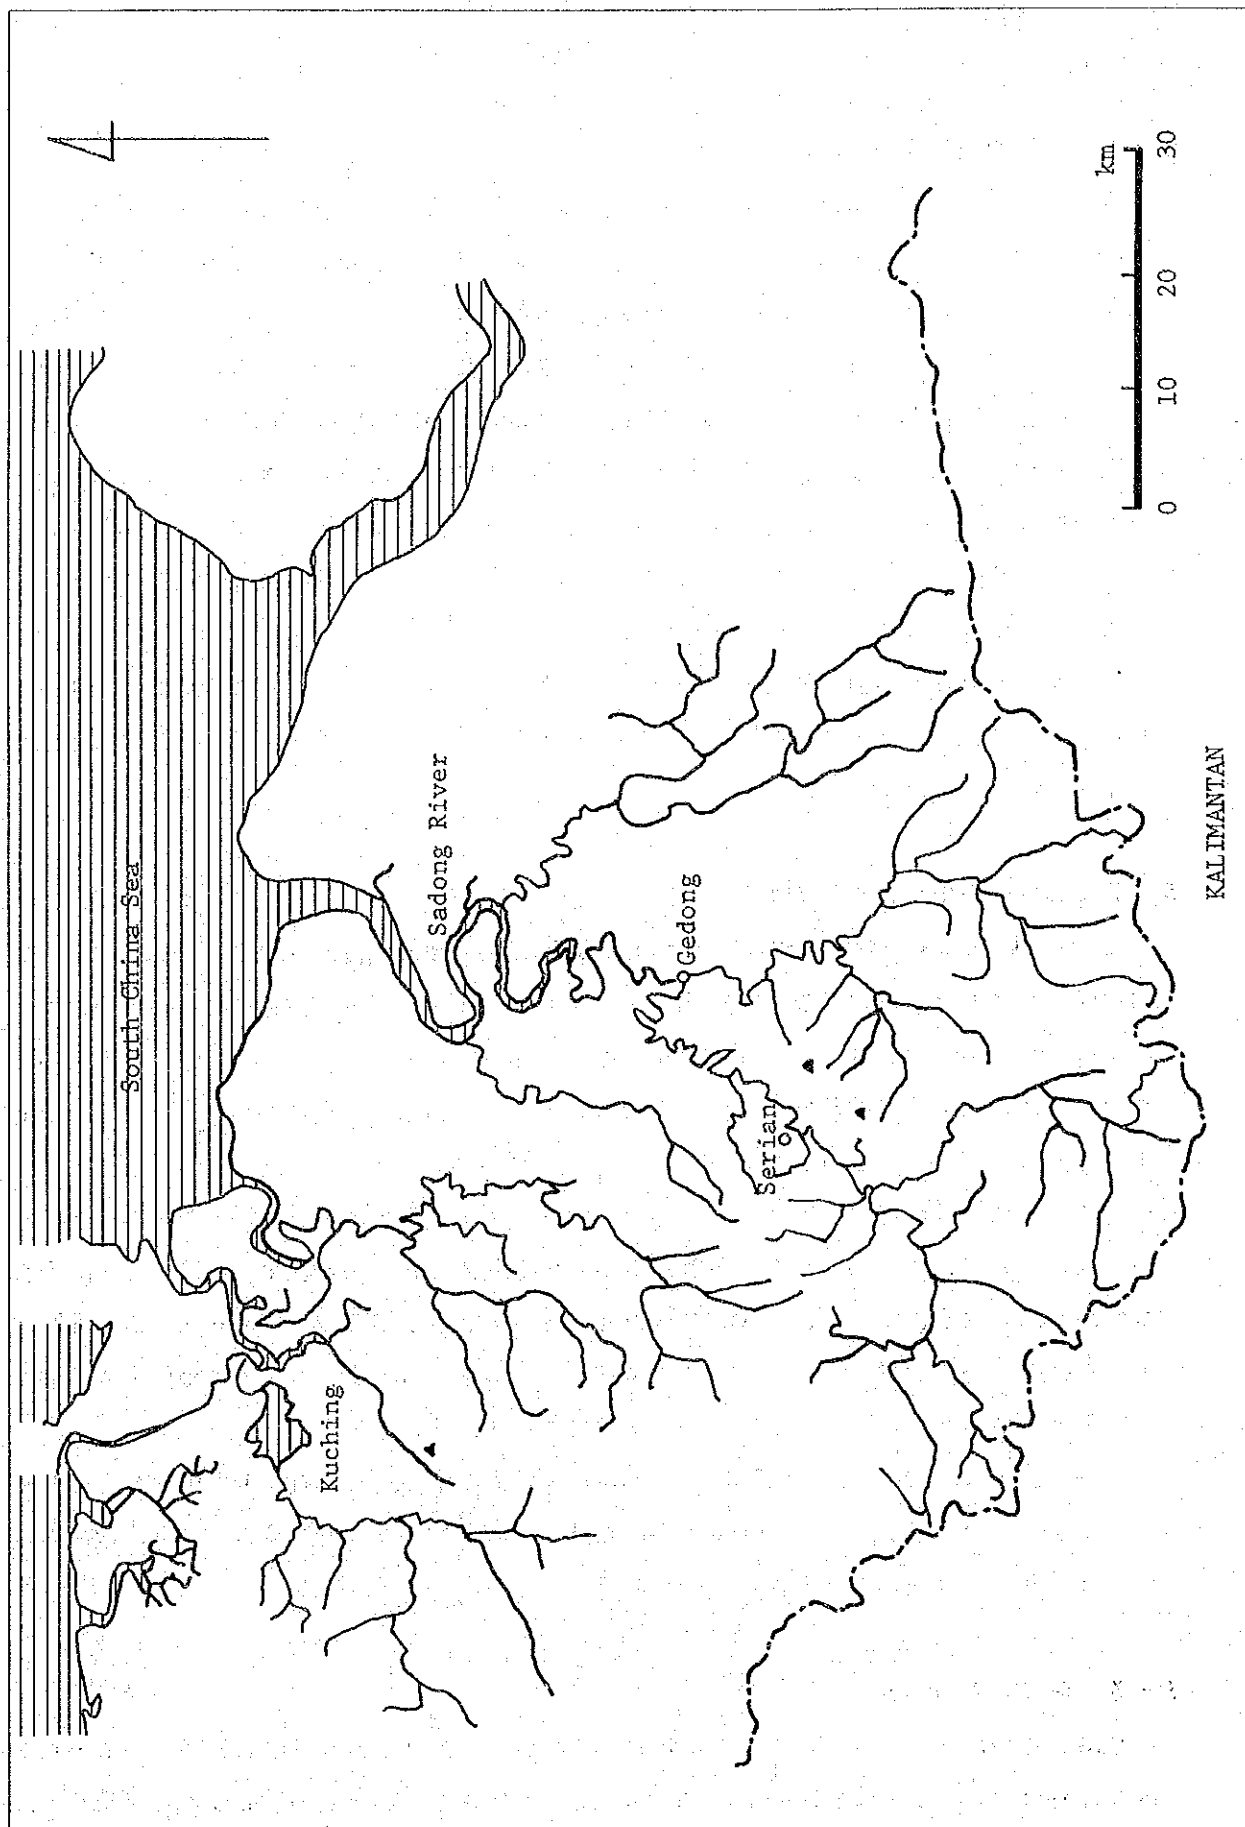 South China Sea
Sadong River
Kuching
Gedong
Serian
km
0 10 20 30
KALIMANTAN